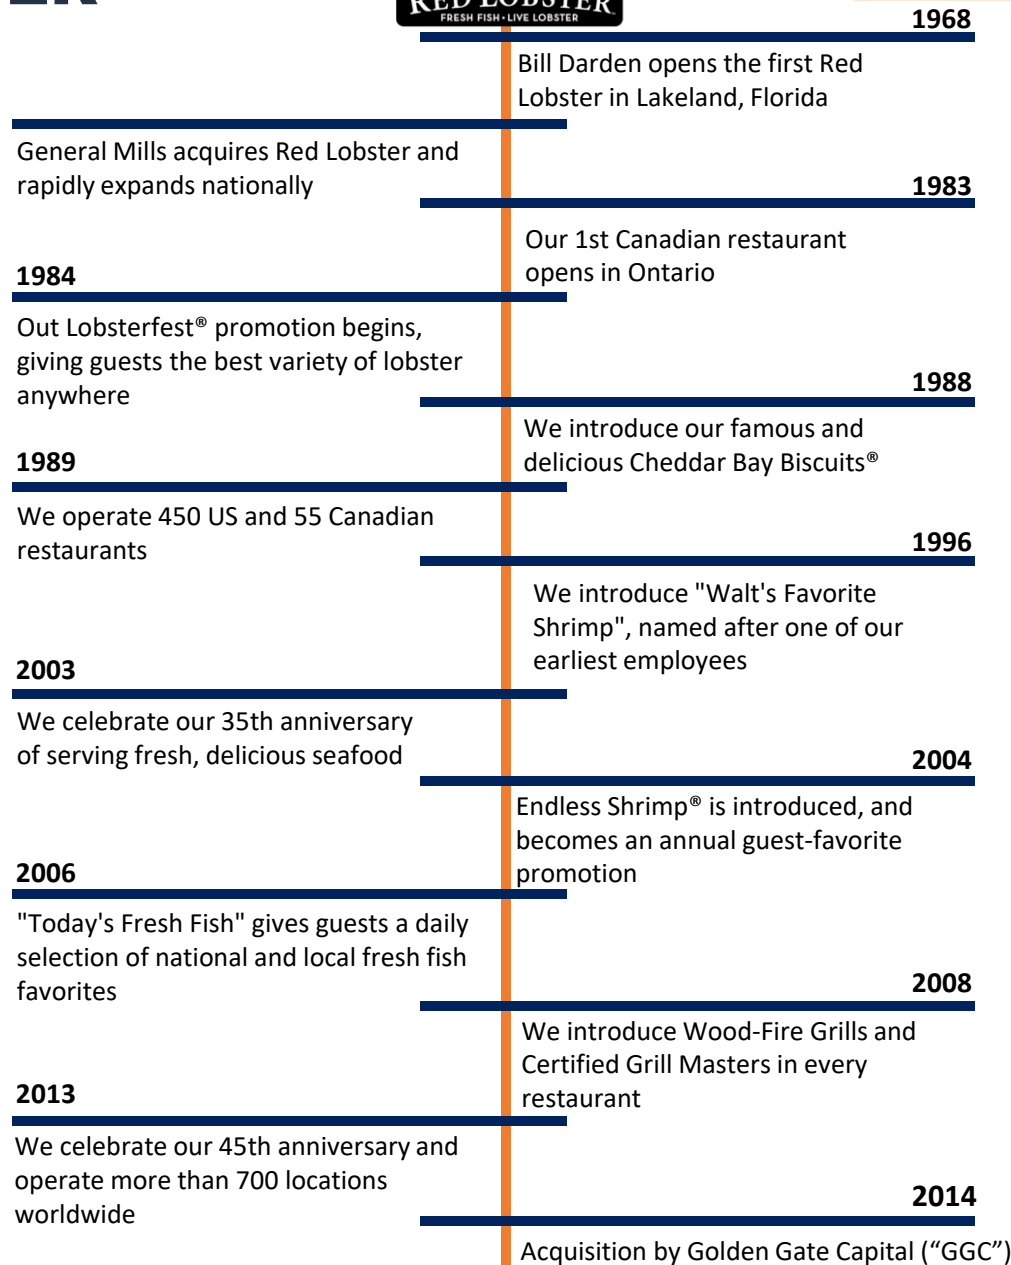 RED LOBSTER
FRESH FISH • LIVE LOBSTER
1968
Bill Darden opens the first Red
Lobster in Lakeland, Florida
General Mills acquires Red Lobster and
rapidly expands nationally
1983
Our 1st Canadian restaurant
opens in Ontario
1984
Out Lobsterfest® promotion begins,
giving guests the best variety of lobster
anywhere
1988
We introduce our famous and
delicious Cheddar Bay Biscuits®
1989
We operate 450 US and 55 Canadian
restaurants
1996
We introduce "Walt's Favorite
Shrimp", named after one of our
earliest employees
2003
We celebrate our 35th anniversary
of serving fresh, delicious seafood
2004
Endless Shrimp® is introduced, and
becomes an annual guest-favorite
promotion
2006
"Today's Fresh Fish" gives guests a daily
selection of national and local fresh fish
favorites
2008
We introduce Wood-Fire Grills and
Certified Grill Masters in every
restaurant
2013
We celebrate our 45th anniversary and
operate more than 700 locations
worldwide
2014
Acquisition by Golden Gate Capital (“GGC”)